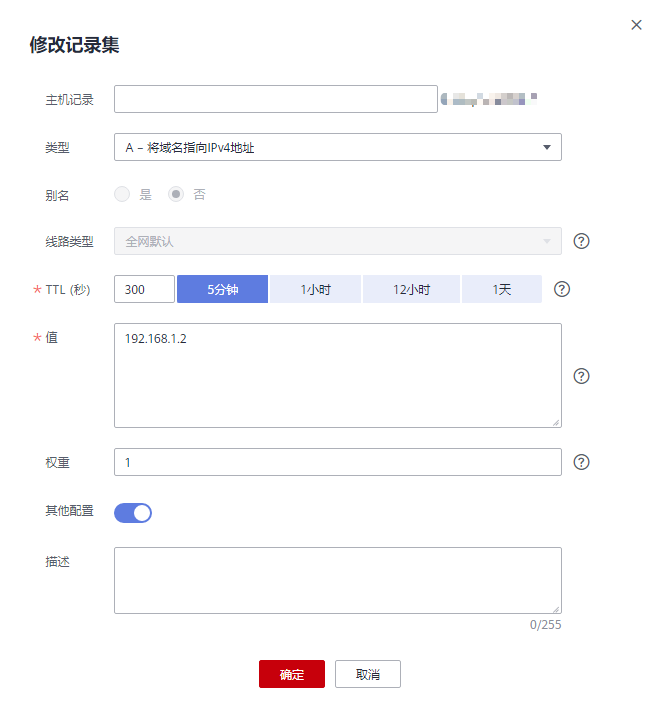 修改记录集
主机记录
类型 A – 将域名指向IPv4地址
别名 是 否
线路类型 全网默认
* TTL (秒) 300 5分钟 1小时 12小时 1天
* 值 192.168.1.2
权重 1
其他配置
描述
0/255
确定 取消